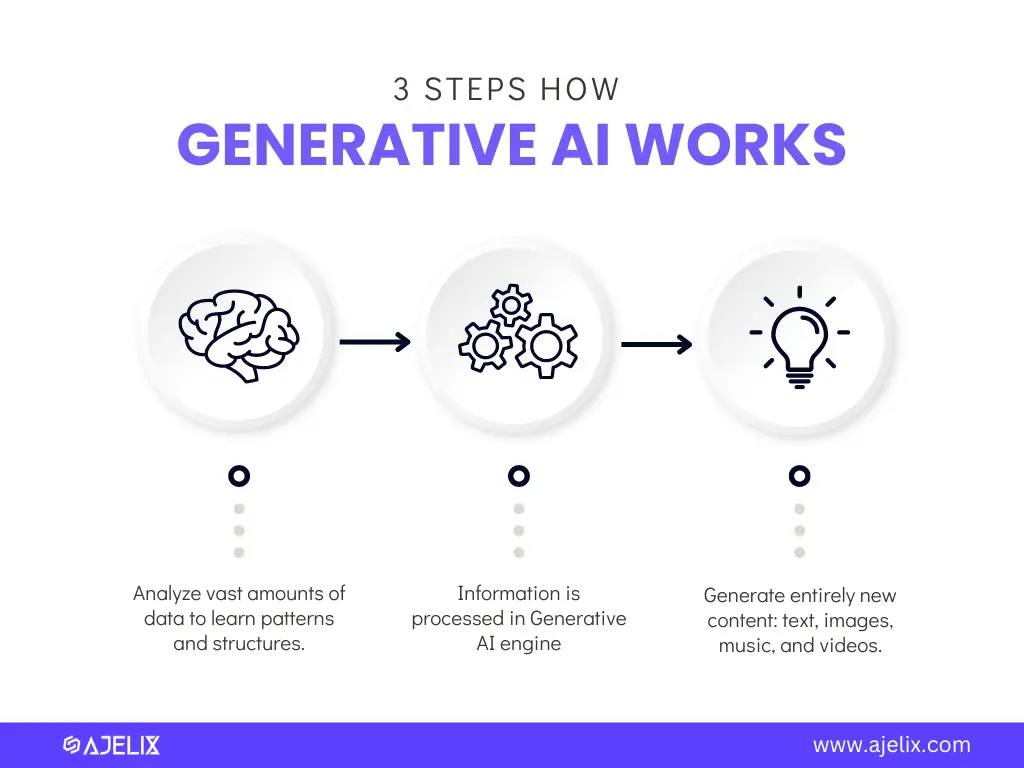 3 STEPS HOW
GENERATIVE AI WORKS
Analyze vast amounts of
data to learn patterns
and structures.
Information is
processed in Generative
AI engine
Generate entirely new
content: text, images,
music, and videos.
AJELIX
www.ajelix.com